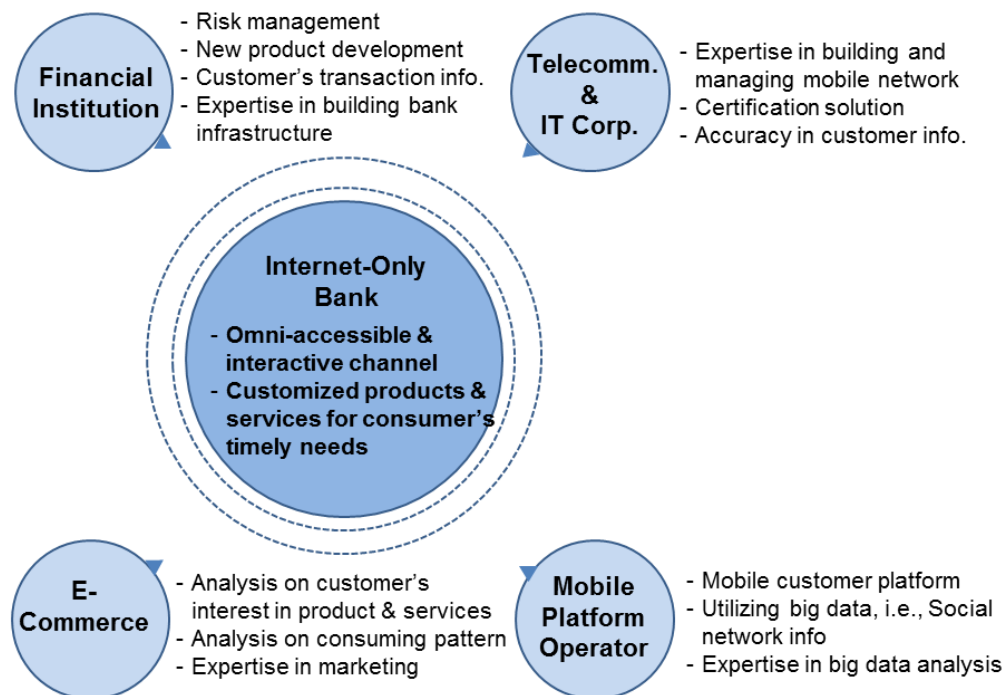 Financial
Institution
- Risk management
- New product development
- Customer's transaction info.
- Expertise in building bank
infrastructure
Telecomm.
&
IT Corp.
- Expertise in building and
managing mobile network
- Certification solution
- Accuracy in customer info.
Internet-Only
Bank
- Omni-accessible &
interactive channel
- Customized products &
services for consumer's
timely needs
E-
Commerce
- Analysis on customer's
interest in product & services
- Analysis on consuming pattern
- Expertise in marketing
Mobile
Platform
Operator
- Mobile customer platform
- Utilizing big data, i.e., Social
network info
- Expertise in big data analysis